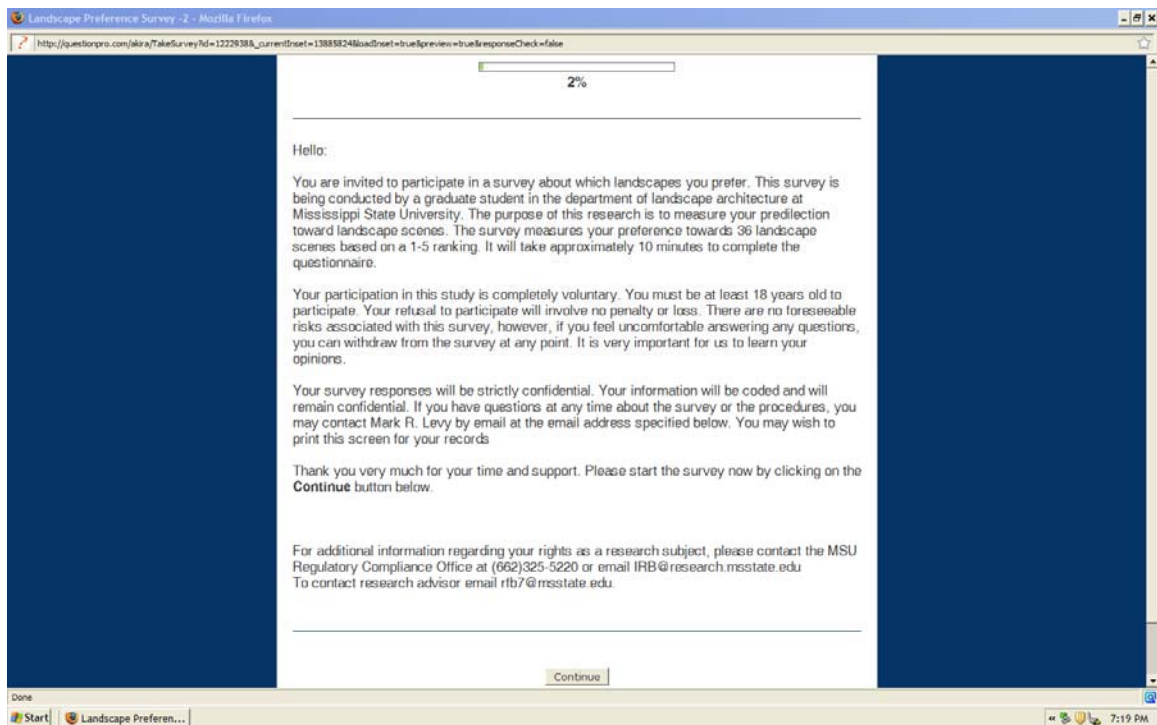 Landscape Preference Survey -2 - Mozilla Firefox
http://questionpro.com/akira/TakeSurvey?id=1222938&_currentInset=13885824&loadInset=true&preview=true&responseCheck=false
2%
Hello:
You are invited to participate in a survey about which landscapes you prefer. This survey is
being conducted by a graduate student in the department of landscape architecture at
Mississippi State University. The purpose of this research is to measure your predilection
toward landscape scenes. The survey measures your preference towards 36 landscape
scenes based on a 1-5 ranking. It will take approximately 10 minutes to complete the
questionnaire.
Your participation in this study is completely voluntary. You must be at least 18 years old to
participate. Your refusal to participate will involve no penalty or loss. There are no foreseeable
risks associated with this survey, however, if you feel uncomfortable answering any questions,
you can withdraw from the survey at any point. It is very important for us to learn your
opinions.
Your survey responses will be strictly confidential. Your information will be coded and will
remain confidential. If you have questions at any time about the survey or the procedures, you
may contact Mark R. Levy by email at the email address specified below. You may wish to
print this screen for your records
Thank you very much for your time and support. Please start the survey now by clicking on the
Continue button below.
For additional information regarding your rights as a research subject, please contact the MSU
Regulatory Compliance Office at (662)325-5220 or email IRB@research.msstate.edu
To contact research advisor email rfb7@msstate.edu.
Continue
Done
Start Landscape Preferen... 7:19 PM